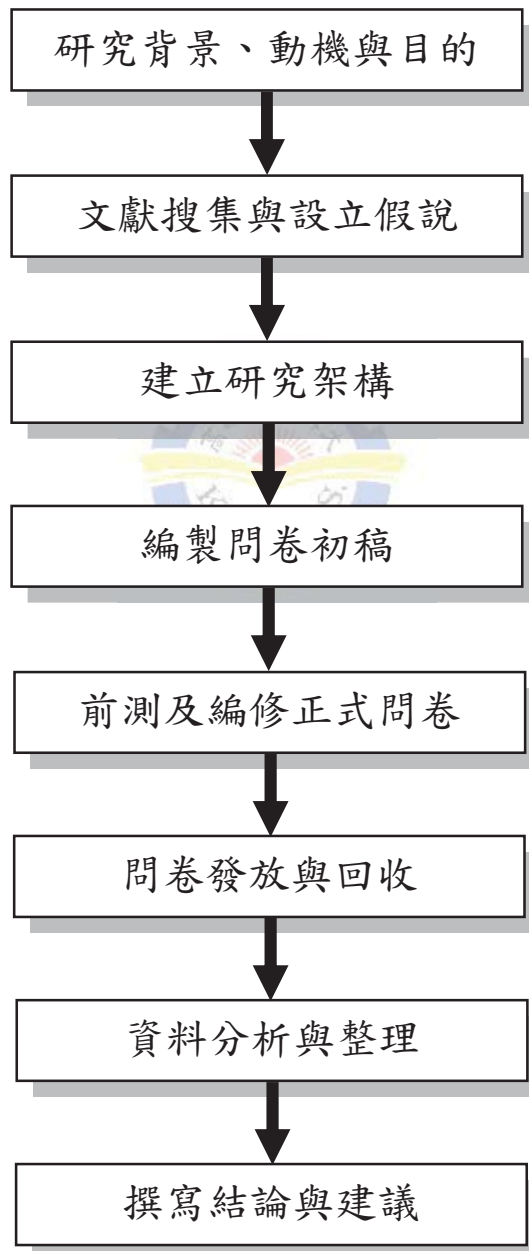 研究背景、動機與目的
文獻搜集與設立假說
建立研究架構
編製問卷初稿
前測及編修正式問卷
問卷發放與回收
資料分析與整理
撰寫結論與建議